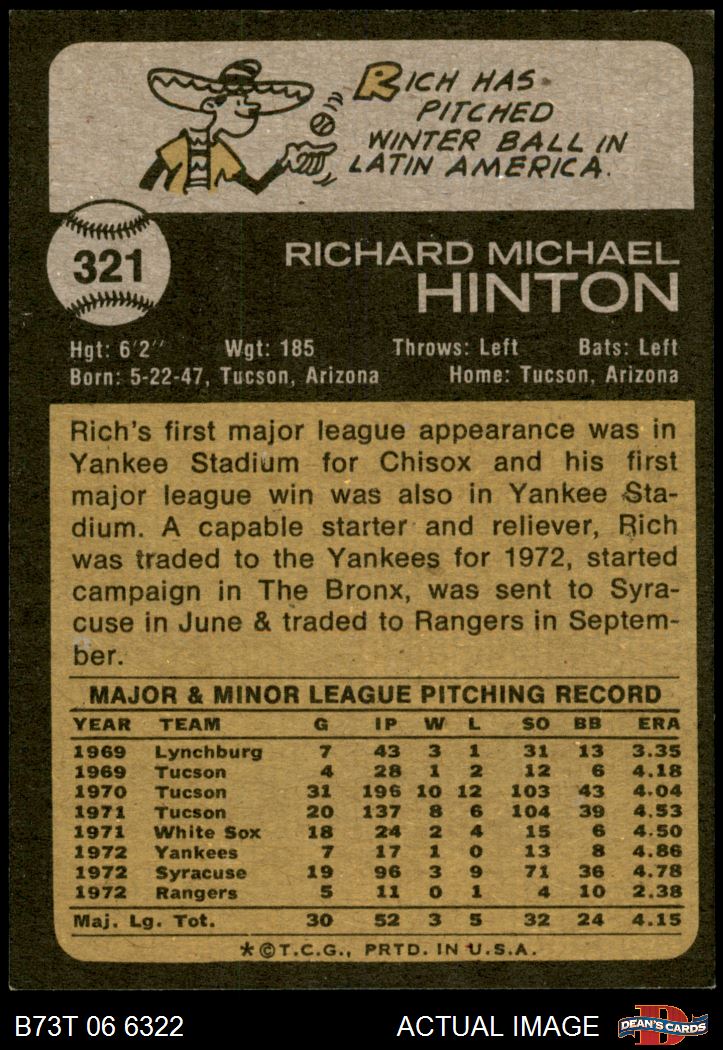 RICH HAS
PITCHED
WINTER BALL IN
LATIN AMERICA.
321
RICHARD MICHAEL
HINTON
Hgt: 6'2" Wgt: 185 Throws: Left Bats: Left
Born: 5-22-47, Tucson, Arizona Home: Tucson, Arizona
Rich's first major league appearance was in
Yankee Stadium for Chisox and his first
major league win was also in Yankee Sta-
dium. A capable starter and reliever, Rich
was traded to the Yankees for 1972, started
campaign in The Bronx, was sent to Syra-
cuse in June & traded to Rangers in Septem-
ber.
MAJOR & MINOR LEAGUE PITCHING RECORD
YEAR TEAM G IP W L SO BB ERA
1969 Lynchburg 7 43 3 1 31 13 3.35
1969 Tucson 4 28 1 2 12 6 4.18
1970 Tucson 31 196 10 12 103 43 4.04
1971 Tucson 20 137 8 6 104 39 4.53
1971 White Sox 18 24 2 4 15 6 4.50
1972 Yankees 7 17 1 0 13 8 4.86
1972 Syracuse 19 96 3 9 71 36 4.78
1972 Rangers 5 11 0 1 4 10 2.38
Maj. Lg. Tot. 30 52 3 5 32 24 4.15
*©T.C.G., PRTD. IN U.S.A.
B73T 06 6322 ACTUAL IMAGE D DEAN'S CARDS